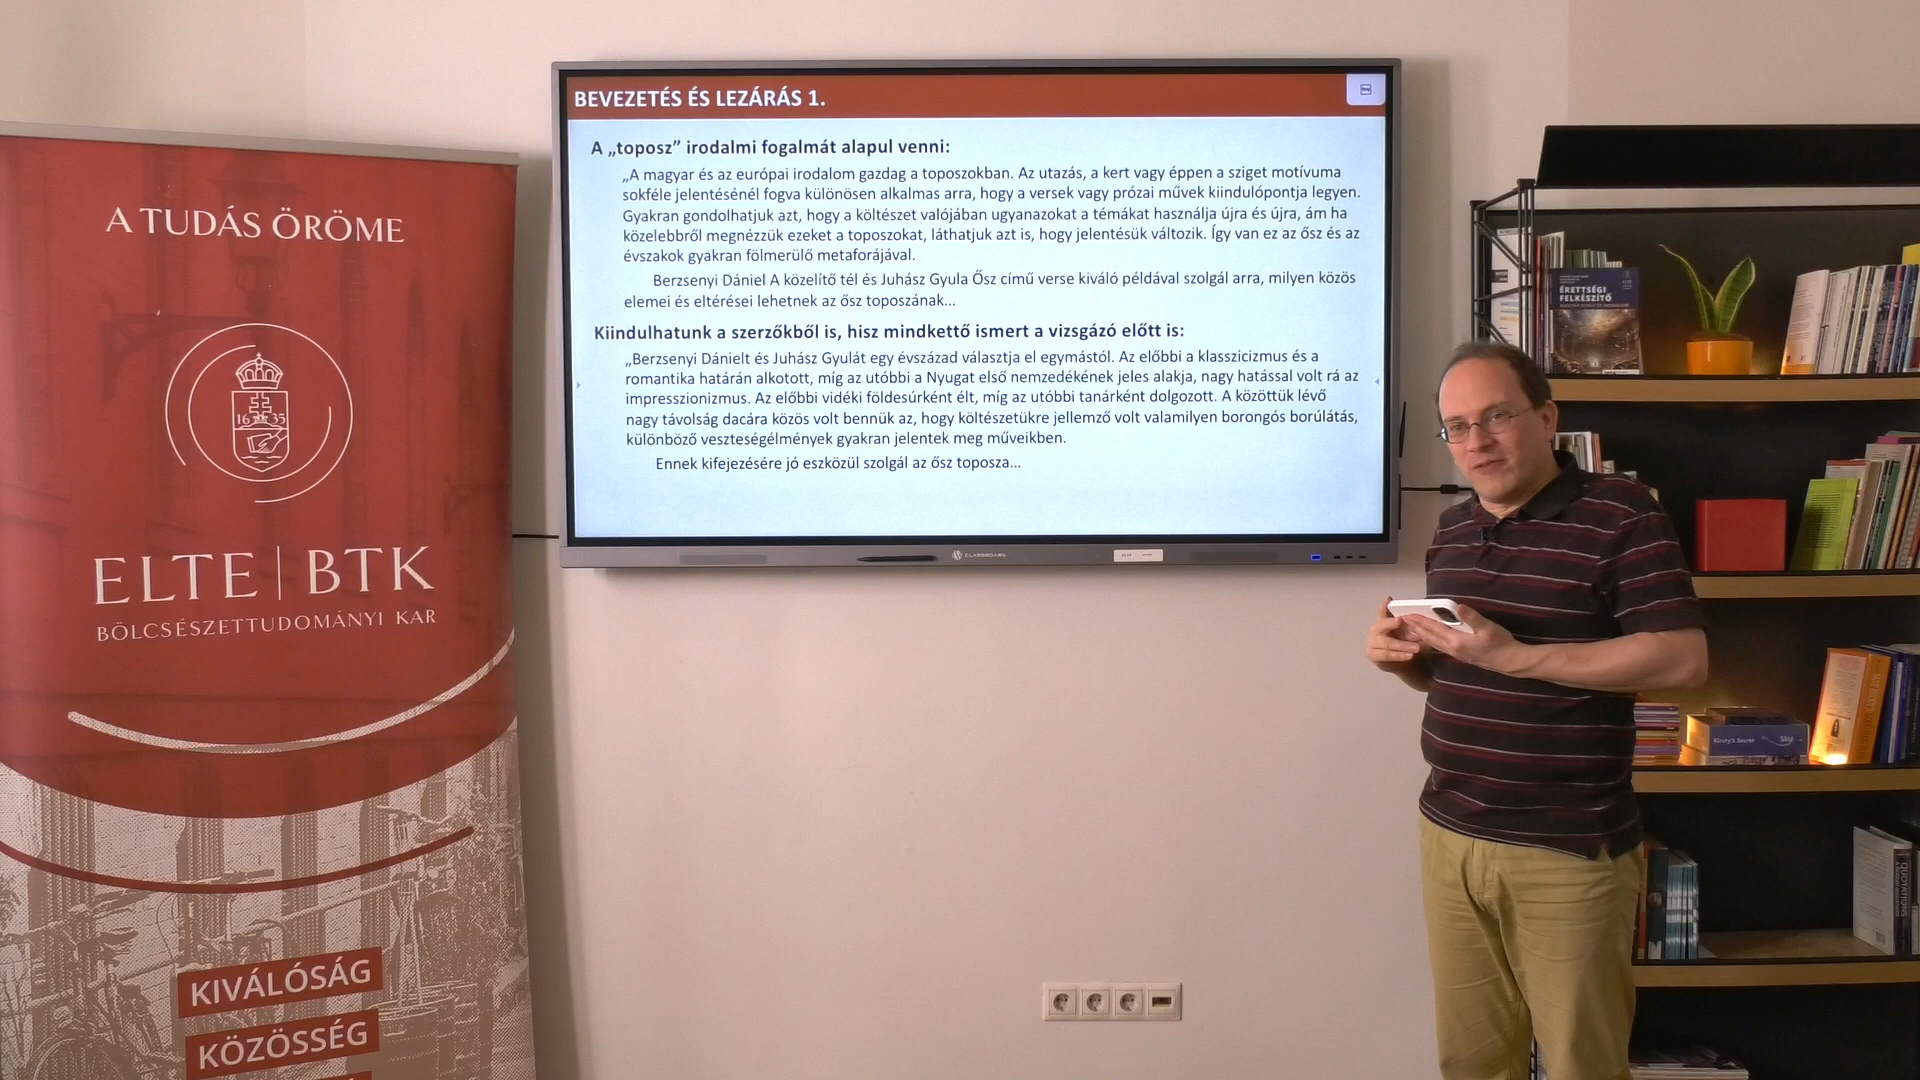 A TUDÁS ÖRÖME
1635
ELTE | BTK
BÖLCSÉSZETTUDOMÁNYI KAR
KIVÁLÓSÁG
KÖZÖSSÉG
BEVEZETÉS ÉS LEZÁRÁS 1.
A „toposz” irodalmi fogalmát alapul venni:
„A magyar és az európai irodalom gazdag a toposzokban. Az utazás, a kert vagy éppen a sziget motívuma
sokféle jelentésénél fogva különösen alkalmas arra, hogy a versek vagy prózai művek kiindulópontja legyen.
Gyakran gondolhatjuk azt, hogy a költészet valójában ugyanazokat a témákat használja újra és újra, ám ha
közelebbről megnézzük ezeket a toposzokat, láthatjuk azt is, hogy jelentésük változik. Így van ez az ősz és az
évszakok gyakran fölmerülő metaforájával.
Berzsenyi Dániel A közelítő tél és Juhász Gyula Ősz című verse kiváló példával szolgál arra, milyen közös
elemei és eltérései lehetnek az ősz toposzának...
Kiindulhatunk a szerzőkből is, hisz mindkettő ismert a vizsgázó előtt is:
„Berzsenyi Dánielt és Juhász Gyulát egy évszázad választja el egymástól. Az előbbi a klasszicizmus és a
romantika határán alkotott, míg az utóbbi a Nyugat első nemzedékének jeles alakja, nagy hatással volt rá az
impresszionizmus. Az előbbi vidéki földesúrként élt, míg az utóbbi tanárként dolgozott. A közöttük lévő
nagy távolság dacára közös volt bennük az, hogy költészetükre jellemző volt valamilyen borongós borúlátás,
különböző veszteségélmények gyakran jelentek meg műveikben.
Ennek kifejezésére jó eszközül szolgál az ősz toposza...
CLASSBOARD
ÉRETTSÉGI
FELKÉSZÍTŐ
Kirsty's Secret
Sky
QUOTATIONS